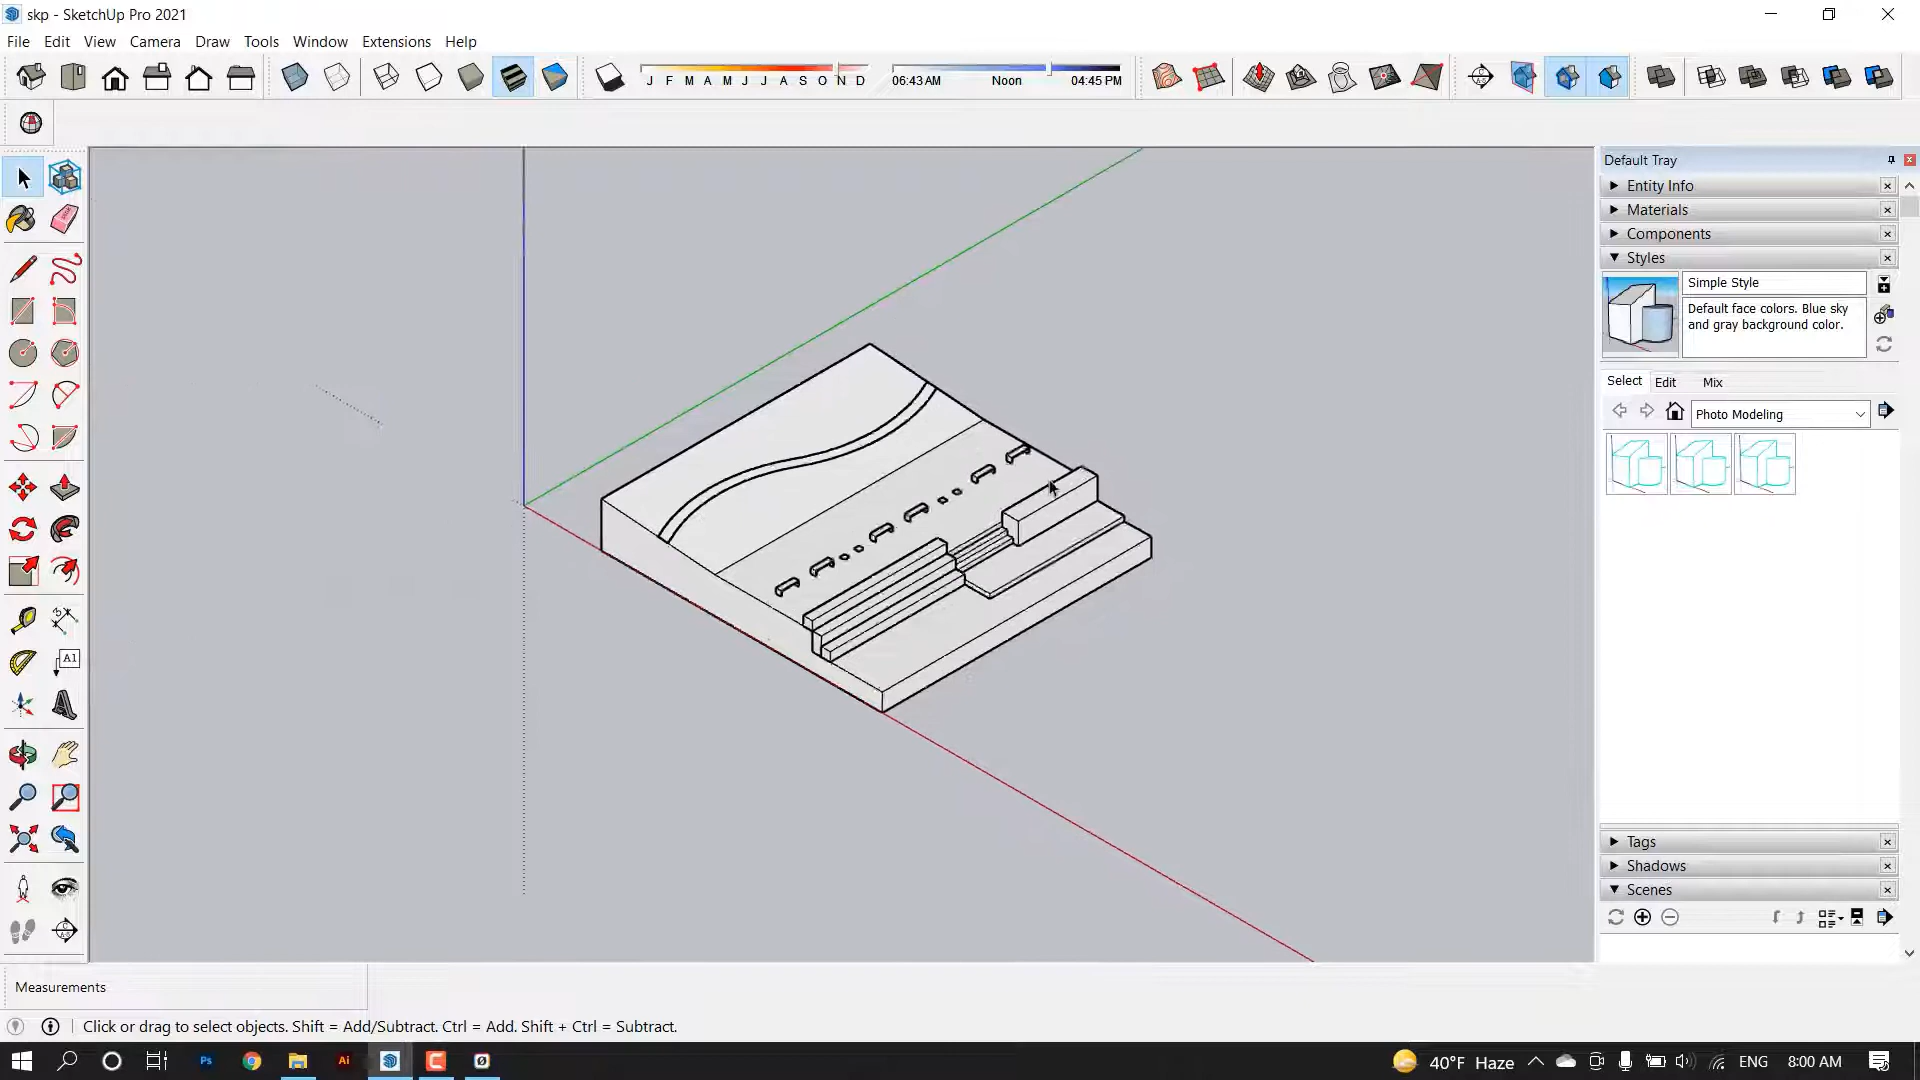 skp - SketchUp Pro 2021
File Edit View Camera Draw Tools Window Extensions Help
J F M A M J J A S O N D
06:43 AM Noon 04:45 PM
Default Tray
Entity Info
Materials
Components
Styles
Simple Style
Default face colors. Blue sky
and gray background color.
Select Edit Mix
Photo Modeling
A1
Tags
Shadows
Scenes
Measurements
Click or drag to select objects. Shift = Add/Subtract. Ctrl = Add. Shift + Ctrl = Subtract.
Ps Ai 40°F Haze ENG 8:00 AM